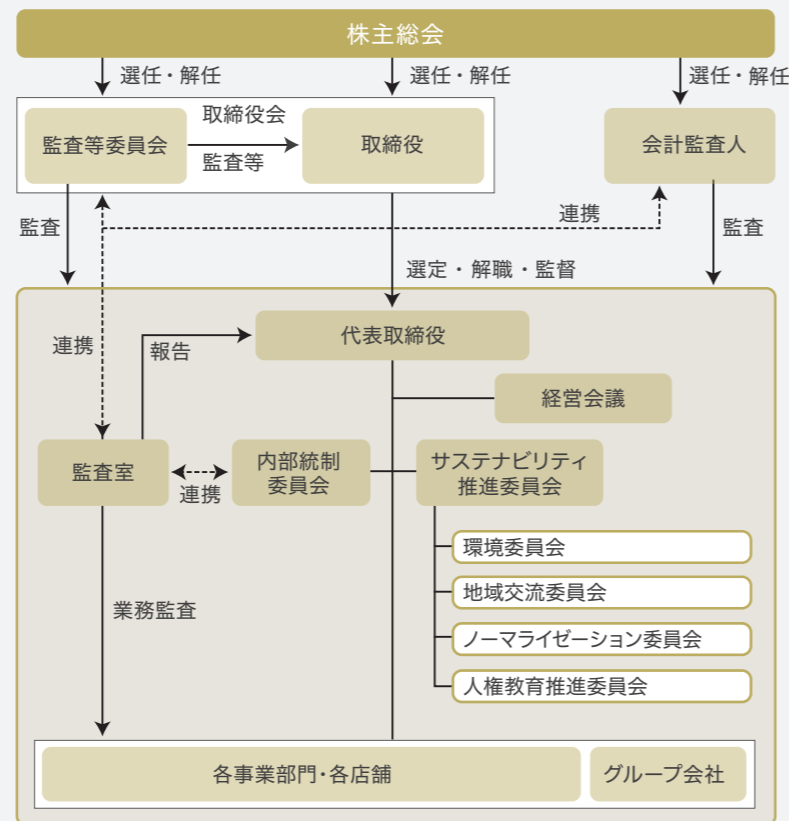 株主総会
選任・解任
選任・解任
選任・解任
取締役会
監査等委員会
監査等
取締役
会計監査人
監査
連携
監査
選定・解職・監督
代表取締役
連携
報告
経営会議
監査室
連携
内部統制
委員会
サステナビリティ
推進委員会
環境委員会
地域交流委員会
ノーマライゼーション委員会
人権教育推進委員会
業務監査
各事業部門・各店舗
グループ会社